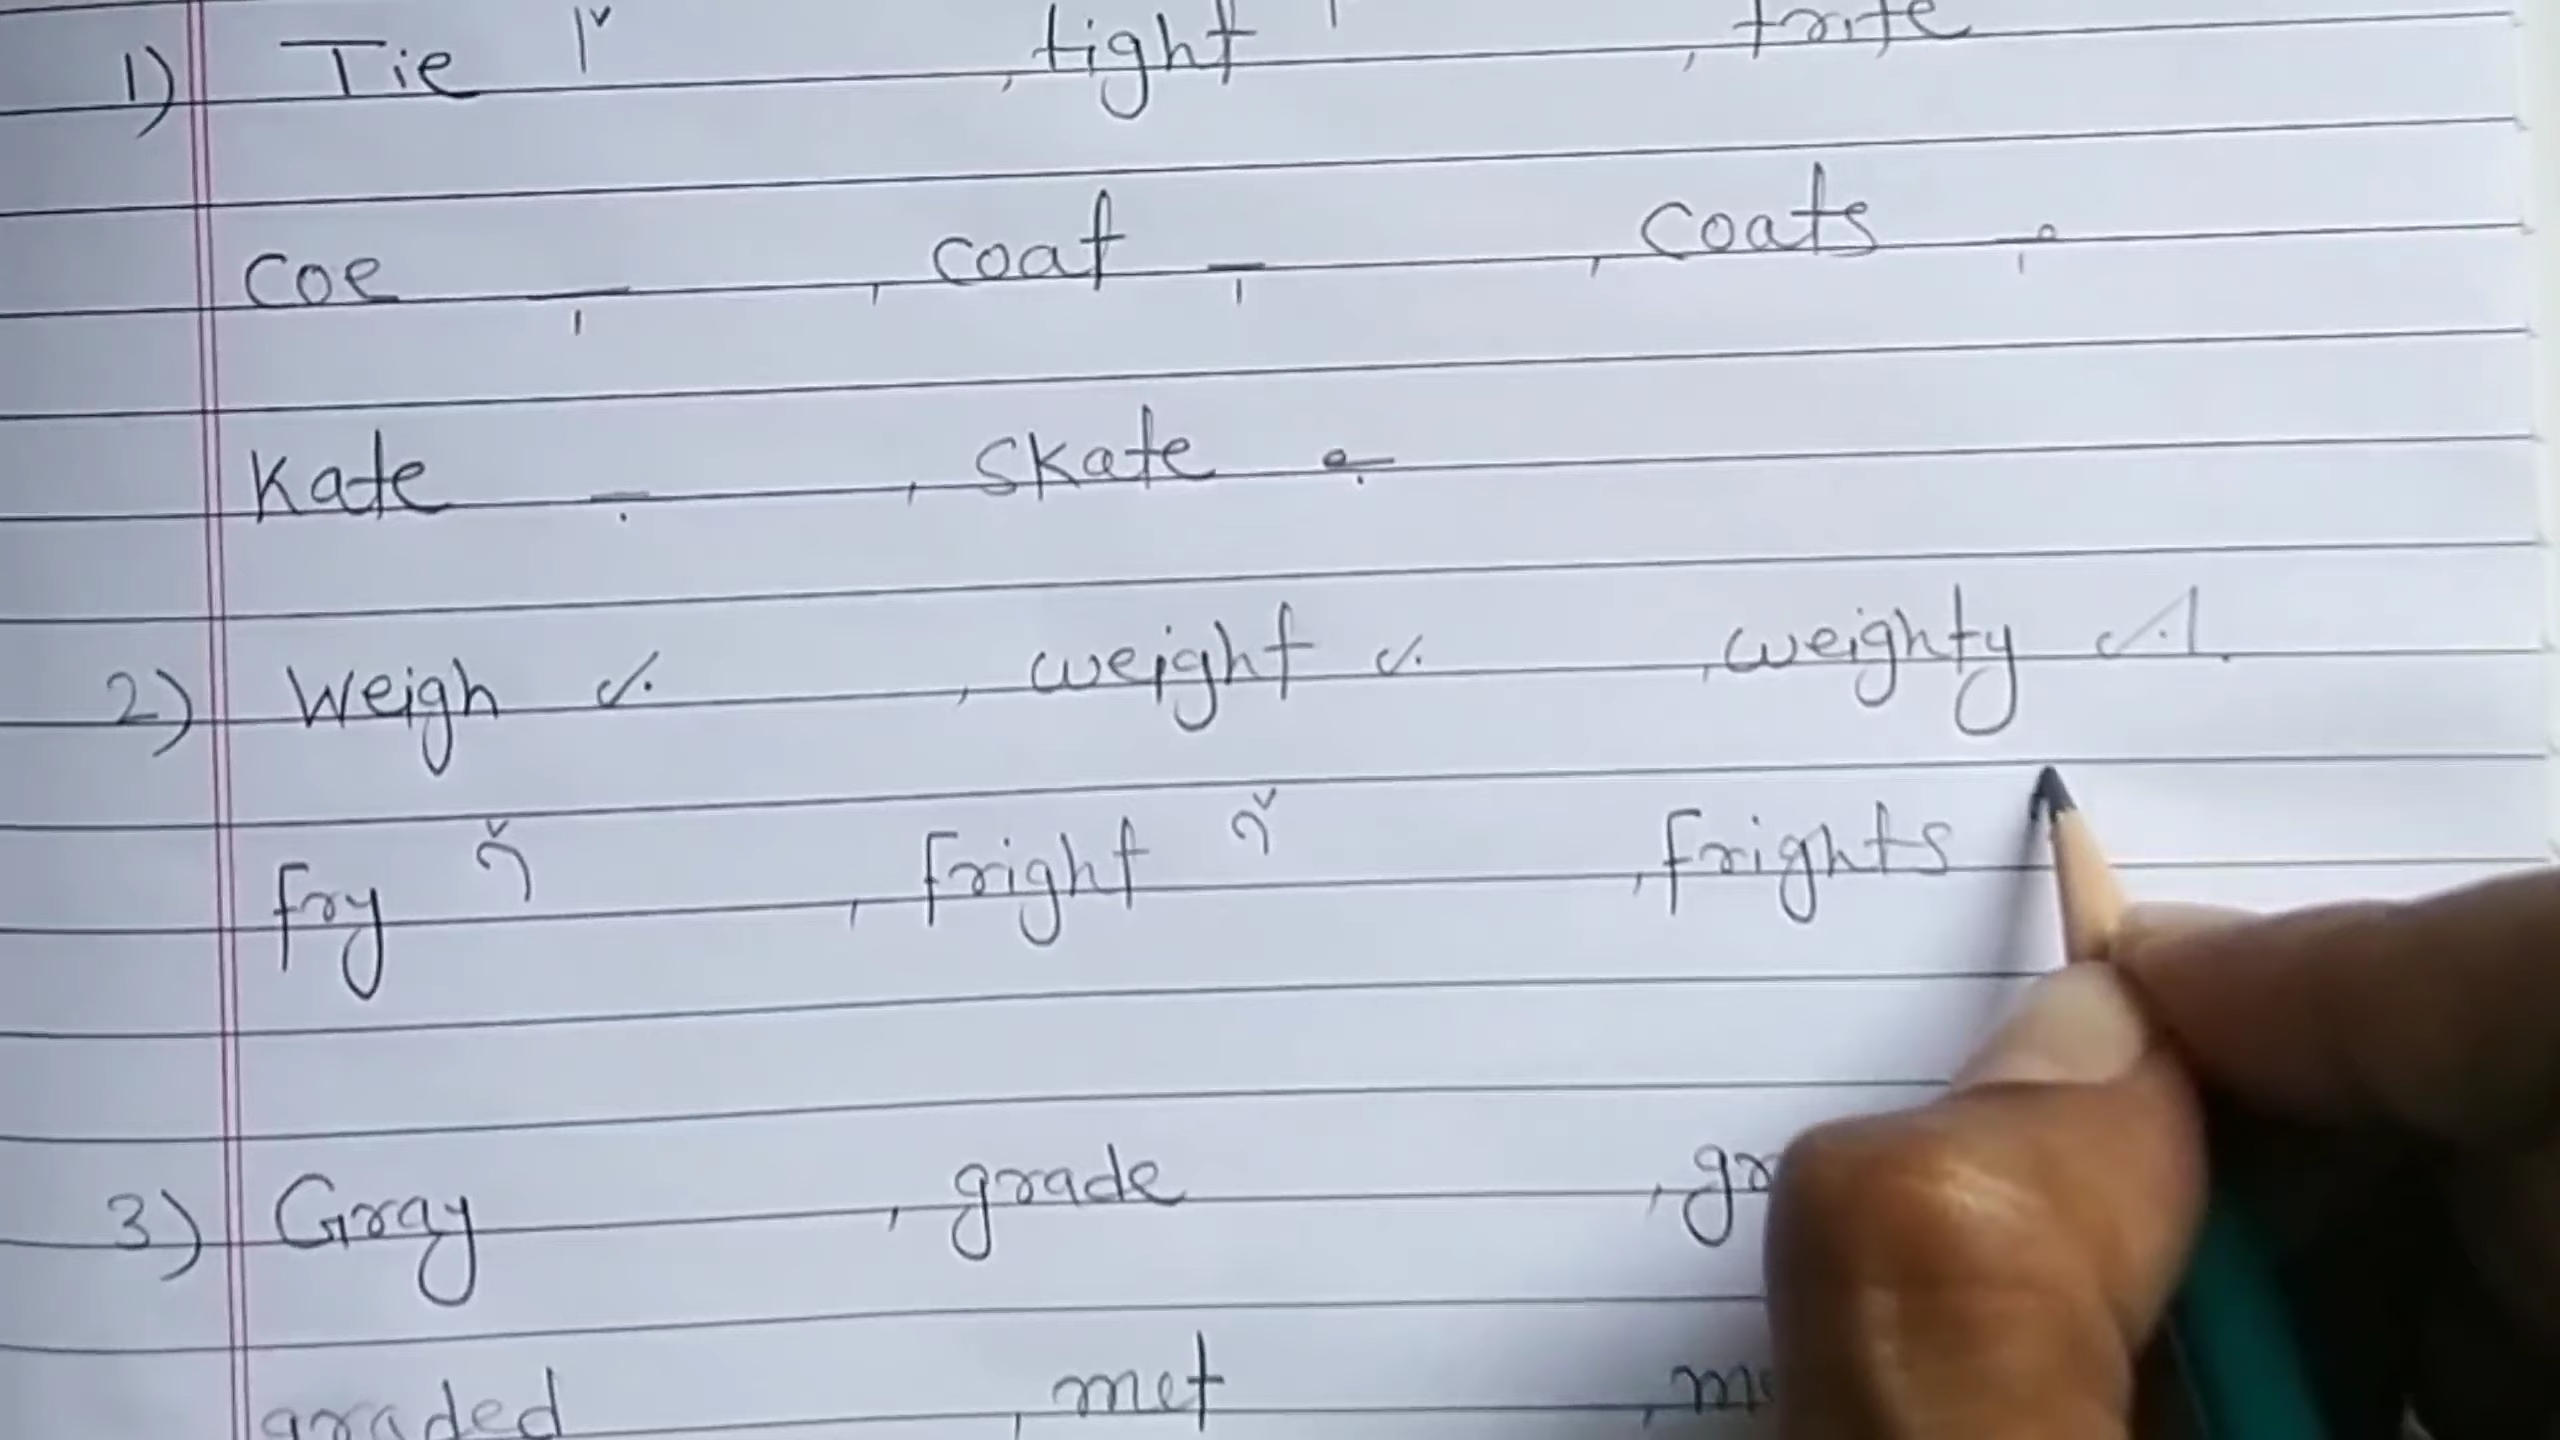 1) Tie , tight , trite
Coe , coat , coats
Kate , skate
2) Weigh , weight , weighty
fry , fright , frights
3) Gray , grade ,
graded , met ,